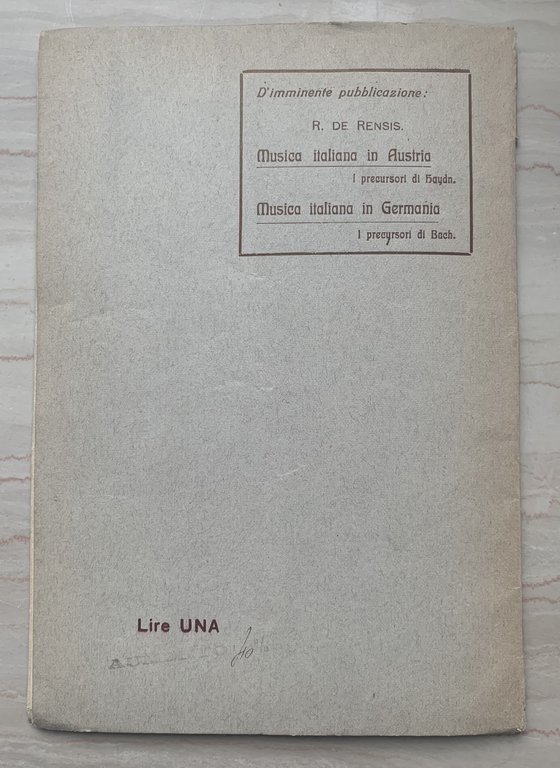 D'imminente pubblicazione:
R. DE RENSIS.
Musica italiana in Austria
I precursori di Haydn.
Musica italiana in Germania
I precursori di Bach.
Lire UNA